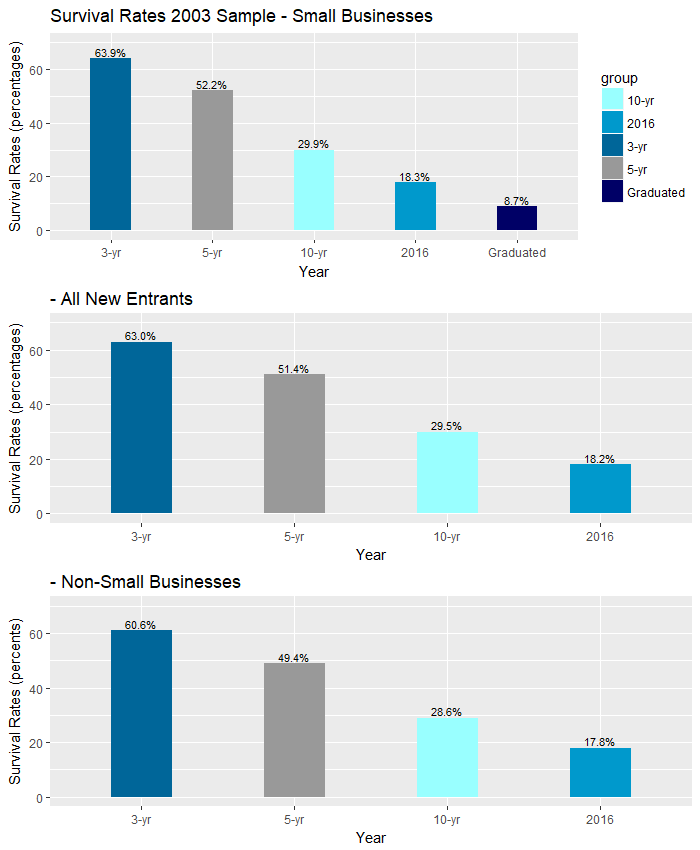 Survival Rates 2003 Sample - Small Businesses
Survival Rates (percentages)
60
40
20
0
63.9%
52.2%
29.9%
18.3%
8.7%
3-yr
5-yr
10-yr
2016
Graduated
Year
group
10-yr
2016
3-yr
5-yr
Graduated
- All New Entrants
Survival Rates (percentages)
60
40
20
0
63.0%
51.4%
29.5%
18.2%
3-yr
5-yr
10-yr
2016
Year
- Non-Small Businesses
Survival Rates (percents)
60
40
20
0
60.6%
49.4%
28.6%
17.8%
3-yr
5-yr
10-yr
2016
Year